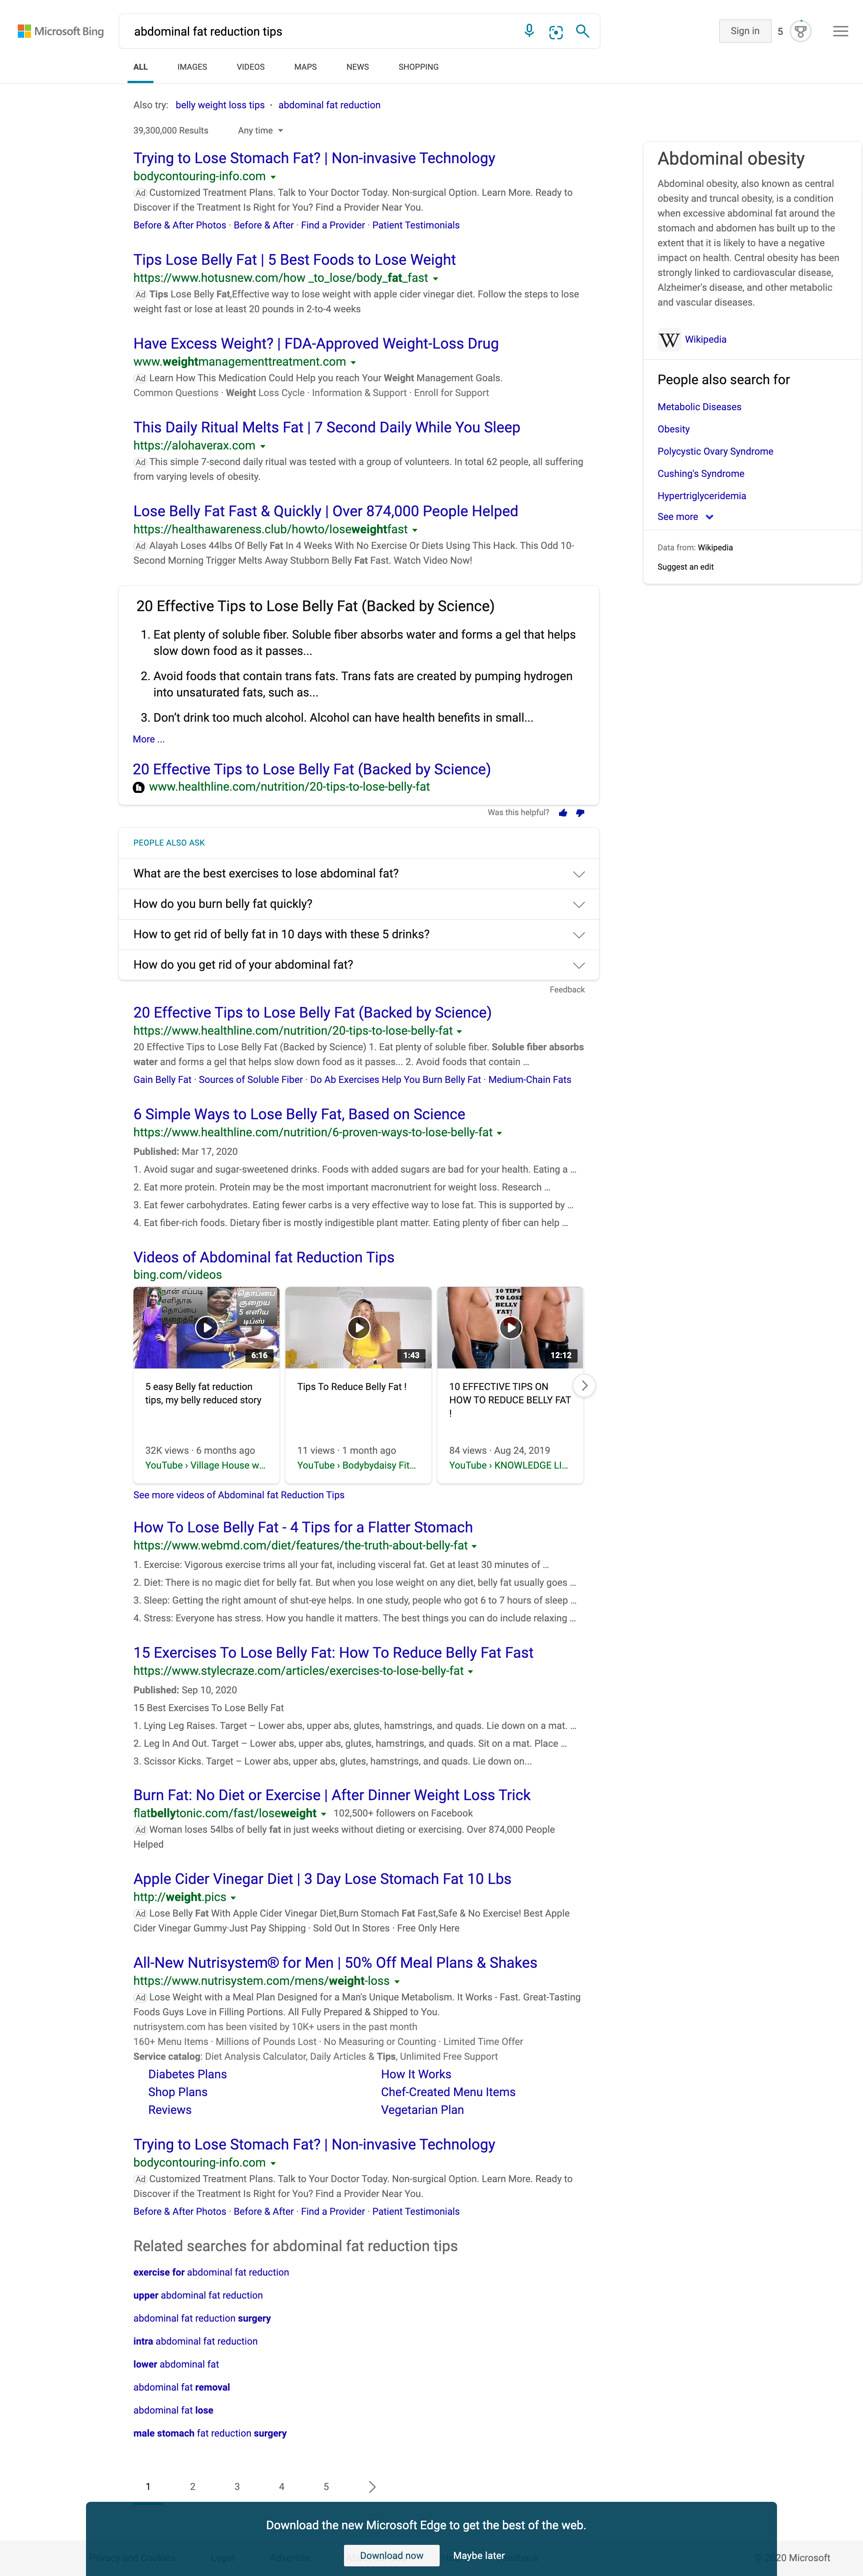 Microsoft Bing
abdominal fat reduction tips
Sign in
5
ALL
IMAGES
VIDEOS
MAPS
NEWS
SHOPPING
Also try: belly weight loss tips · abdominal fat reduction
39,300,000 Results
Any time
Trying to Lose Stomach Fat? | Non-invasive Technology
bodycontouring-info.com
Ad Customized Treatment Plans. Talk to Your Doctor Today. Non-surgical Option. Learn More. Ready to
Discover if the Treatment Is Right for You? Find a Provider Near You.
Before & After Photos · Before & After · Find a Provider · Patient Testimonials
Tips Lose Belly Fat | 5 Best Foods to Lose Weight
https://www.hotusnew.com/how _to_lose/body_fat_fast
Ad Tips Lose Belly Fat,Effective way to lose weight with apple cider vinegar diet. Follow the steps to lose
weight fast or lose at least 20 pounds in 2-to-4 weeks
Have Excess Weight? | FDA-Approved Weight-Loss Drug
www.weightmanagementtreatment.com
Ad Learn How This Medication Could Help you reach Your Weight Management Goals.
Common Questions · Weight Loss Cycle · Information & Support · Enroll for Support
This Daily Ritual Melts Fat | 7 Second Daily While You Sleep
https://alohaverax.com
Ad This simple 7-second daily ritual was tested with a group of volunteers. In total 62 people, all suffering
from varying levels of obesity.
Lose Belly Fat Fast & Quickly | Over 874,000 People Helped
https://healthawareness.club/howto/loseweightfast
Ad Alayah Loses 44lbs Of Belly Fat In 4 Weeks With No Exercise Or Diets Using This Hack. This Odd 10-
Second Morning Trigger Melts Away Stubborn Belly Fat Fast. Watch Video Now!
20 Effective Tips to Lose Belly Fat (Backed by Science)
1. Eat plenty of soluble fiber. Soluble fiber absorbs water and forms a gel that helps
slow down food as it passes...
2. Avoid foods that contain trans fats. Trans fats are created by pumping hydrogen
into unsaturated fats, such as...
3. Don't drink too much alcohol. Alcohol can have health benefits in small...
More ...
20 Effective Tips to Lose Belly Fat (Backed by Science)
www.healthline.com/nutrition/20-tips-to-lose-belly-fat
Was this helpful?
PEOPLE ALSO ASK
What are the best exercises to lose abdominal fat?
How do you burn belly fat quickly?
How to get rid of belly fat in 10 days with these 5 drinks?
How do you get rid of your abdominal fat?
Feedback
20 Effective Tips to Lose Belly Fat (Backed by Science)
https://www.healthline.com/nutrition/20-tips-to-lose-belly-fat
20 Effective Tips to Lose Belly Fat (Backed by Science) 1. Eat plenty of soluble fiber. Soluble fiber absorbs
water and forms a gel that helps slow down food as it passes... 2. Avoid foods that contain ...
Gain Belly Fat · Sources of Soluble Fiber · Do Ab Exercises Help You Burn Belly Fat · Medium-Chain Fats
6 Simple Ways to Lose Belly Fat, Based on Science
https://www.healthline.com/nutrition/6-proven-ways-to-lose-belly-fat
Published: Mar 17, 2020
1. Avoid sugar and sugar-sweetened drinks. Foods with added sugars are bad for your health. Eating a ...
2. Eat more protein. Protein may be the most important macronutrient for weight loss. Research ...
3. Eat fewer carbohydrates. Eating fewer carbs is a very effective way to lose fat. This is supported by ...
4. Eat fiber-rich foods. Dietary fiber is mostly indigestible plant matter. Eating plenty of fiber can help ...
Videos of Abdominal fat Reduction Tips
bing.com/videos
நான் எப்படி
எளிதாக
தொப்பை
தொப்பை
குறைய
5 எளிய
டிப்ஸ்
6:16
1:43
10 TIPS
TO LOSE
BELLY
FAT!
12:12
5 easy Belly fat reduction
tips, my belly reduced story
32K views · 6 months ago
YouTube › Village House w...
Tips To Reduce Belly Fat !
11 views · 1 month ago
YouTube › Bodybydaisy Fit...
10 EFFECTIVE TIPS ON
HOW TO REDUCE BELLY FAT
!
84 views · Aug 24, 2019
YouTube › KNOWLEDGE LI...
See more videos of Abdominal fat Reduction Tips
How To Lose Belly Fat - 4 Tips for a Flatter Stomach
https://www.webmd.com/diet/features/the-truth-about-belly-fat
1. Exercise: Vigorous exercise trims all your fat, including visceral fat. Get at least 30 minutes of ...
2. Diet: There is no magic diet for belly fat. But when you lose weight on any diet, belly fat usually goes ...
3. Sleep: Getting the right amount of shut-eye helps. In one study, people who got 6 to 7 hours of sleep ...
4. Stress: Everyone has stress. How you handle it matters. The best things you can do include relaxing ...
15 Exercises To Lose Belly Fat: How To Reduce Belly Fat Fast
https://www.stylecraze.com/articles/exercises-to-lose-belly-fat
Published: Sep 10, 2020
15 Best Exercises To Lose Belly Fat
1. Lying Leg Raises. Target – Lower abs, upper abs, glutes, hamstrings, and quads. Lie down on a mat. ...
2. Leg In And Out. Target – Lower abs, upper abs, glutes, hamstrings, and quads. Sit on a mat. Place ...
3. Scissor Kicks. Target – Lower abs, upper abs, glutes, hamstrings, and quads. Lie down on...
Burn Fat: No Diet or Exercise | After Dinner Weight Loss Trick
flatbellytonic.com/fast/loseweight
102,500+ followers on Facebook
Ad Woman loses 54lbs of belly fat in just weeks without dieting or exercising. Over 874,000 People
Helped
Apple Cider Vinegar Diet | 3 Day Lose Stomach Fat 10 Lbs
http://weight.pics
Ad Lose Belly Fat With Apple Cider Vinegar Diet,Burn Stomach Fat Fast,Safe & No Exercise! Best Apple
Cider Vinegar Gummy-Just Pay Shipping · Sold Out In Stores · Free Only Here
All-New Nutrisystem® for Men | 50% Off Meal Plans & Shakes
https://www.nutrisystem.com/mens/weight-loss
Ad Lose Weight with a Meal Plan Designed for a Man's Unique Metabolism. It Works - Fast. Great-Tasting
Foods Guys Love in Filling Portions. All Fully Prepared & Shipped to You.
nutrisystem.com has been visited by 10K+ users in the past month
160+ Menu Items · Millions of Pounds Lost · No Measuring or Counting · Limited Time Offer
Service catalog: Diet Analysis Calculator, Daily Articles & Tips, Unlimited Free Support
Diabetes Plans
How It Works
Shop Plans
Chef-Created Menu Items
Reviews
Vegetarian Plan
Trying to Lose Stomach Fat? | Non-invasive Technology
bodycontouring-info.com
Ad Customized Treatment Plans. Talk to Your Doctor Today. Non-surgical Option. Learn More. Ready to
Discover if the Treatment Is Right for You? Find a Provider Near You.
Before & After Photos · Before & After · Find a Provider · Patient Testimonials
Related searches for abdominal fat reduction tips
exercise for abdominal fat reduction
upper abdominal fat reduction
abdominal fat reduction surgery
intra abdominal fat reduction
lower abdominal fat
abdominal fat removal
abdominal fat lose
male stomach fat reduction surgery
1
2
3
4
5
Abdominal obesity
Abdominal obesity, also known as central
obesity and truncal obesity, is a condition
when excessive abdominal fat around the
stomach and abdomen has built up to the
extent that it is likely to have a negative
impact on health. Central obesity has been
strongly linked to cardiovascular disease,
Alzheimer's disease, and other metabolic
and vascular diseases.
W Wikipedia
People also search for
Metabolic Diseases
Obesity
Polycystic Ovary Syndrome
Cushing's Syndrome
Hypertriglyceridemia
See more
Data from: Wikipedia
Suggest an edit
Download the new Microsoft Edge to get the best of the web.
Download now
Maybe later
Privacy and Cookies
Legal
Advertise
2020 Microsoft